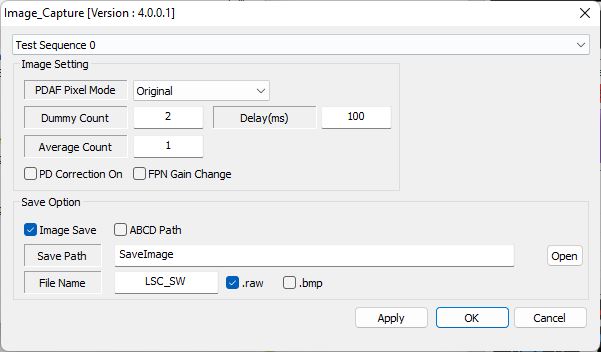 Image_Capture [Version : 4.0.0.1]
Test Sequence 0
Image Setting
PDAF Pixel Mode Original
Dummy Count 2 Delay(ms) 100
Average Count 1
PD Correction On FPN Gain Change
Save Option
Image Save ABCD Path
Save Path SaveImage Open
File Name LSC_SW .raw .bmp
Apply OK Cancel